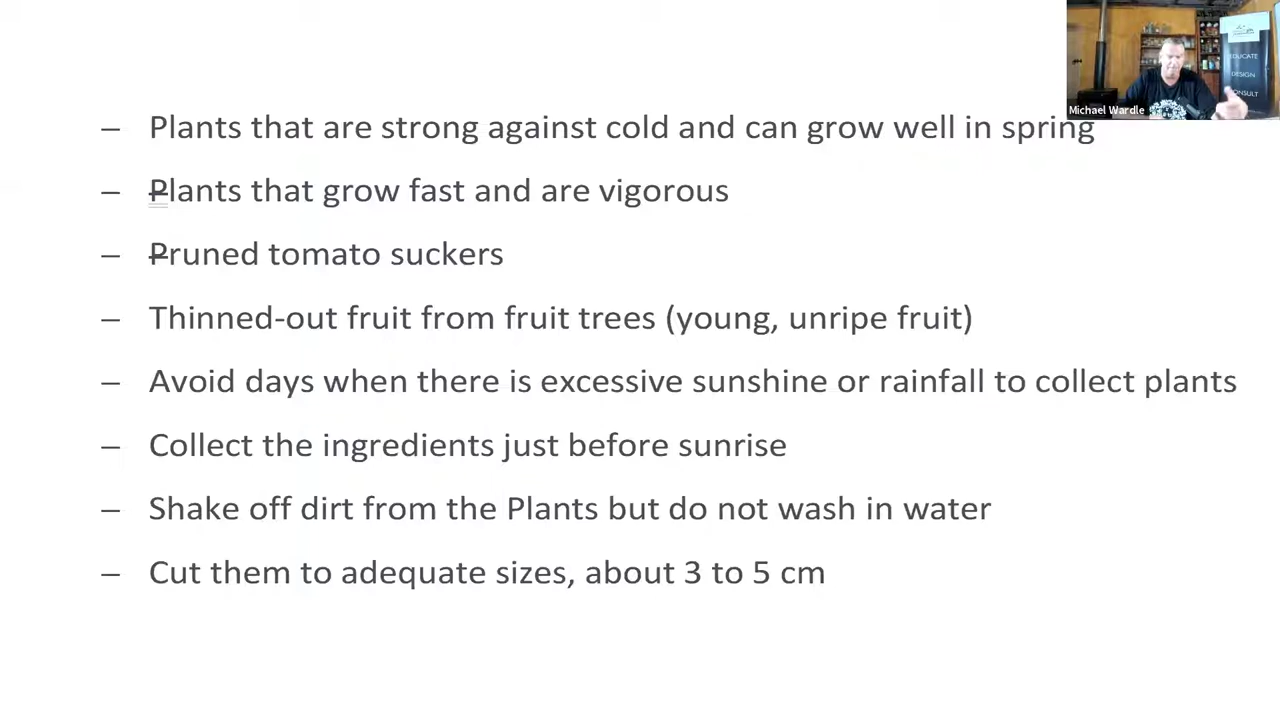 – Plants that are strong against cold and can grow well in spring
– Plants that grow fast and are vigorous
– Pruned tomato suckers
– Thinned-out fruit from fruit trees (young, unripe fruit)
– Avoid days when there is excessive sunshine or rainfall to collect plants
– Collect the ingredients just before sunrise
– Shake off dirt from the Plants but do not wash in water
– Cut them to adequate sizes, about 3 to 5 cm
Michael Wardle
EDUCATE
DESIGN
CONSULT